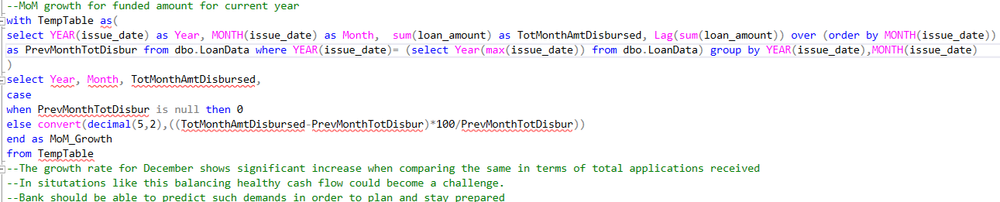 --MoM growth for funded amount for current year
with TempTable as(
select YEAR(issue_date) as Year, MONTH(issue_date) as Month,  sum(loan_amount) as TotMonthAmtDisbursed, Lag(sum(loan_amount)) over (order by MONTH(issue_date))
as PrevMonthTotDisbur from dbo.LoanData where YEAR(issue_date)= (select Year(max(issue_date)) from dbo.LoanData) group by YEAR(issue_date),MONTH(issue_date)
)
select Year, Month, TotMonthAmtDisbursed,
case
when PrevMonthTotDisbur is null then 0
else convert(decimal(5,2),((TotMonthAmtDisbursed-PrevMonthTotDisbur)*100/PrevMonthTotDisbur))
end as MoM_Growth
from TempTable
--The growth rate for December shows significant increase when comparing the same in terms of total applications received
--In situtations like this balancing healthy cash flow could become a challenge.
--Bank should be able to predict such demands in order to plan and stay prepared